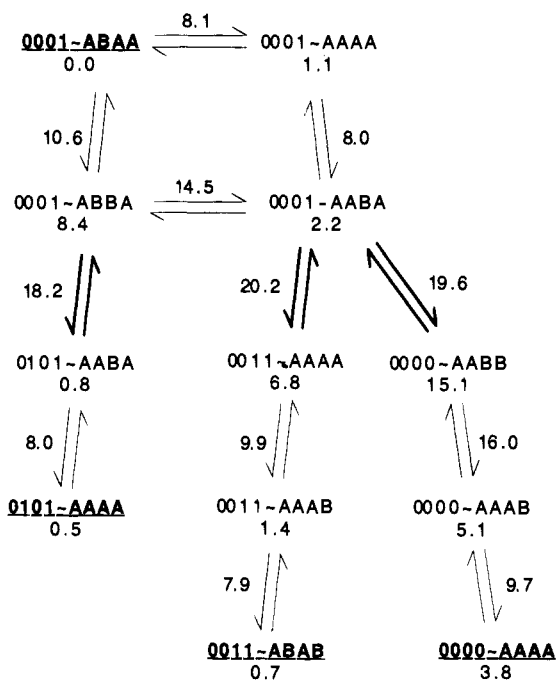 8.1
0001~ABAA 0001~AAAA
0.0 1.1
10.6 8.0
14.5
0001~ABBA 0001-AABA
8.4 2.2
18.2 20.2 19.6
0101~AABA 0011~AAAA 0000~AABB
0.8 6.8 15.1
8.0 9.9 16.0
0101~AAAA 0011~AAAB 0000~AAAB
0.5 1.4 5.1
7.9 9.7
0011~ABAB 0000~AAAA
0.7 3.8